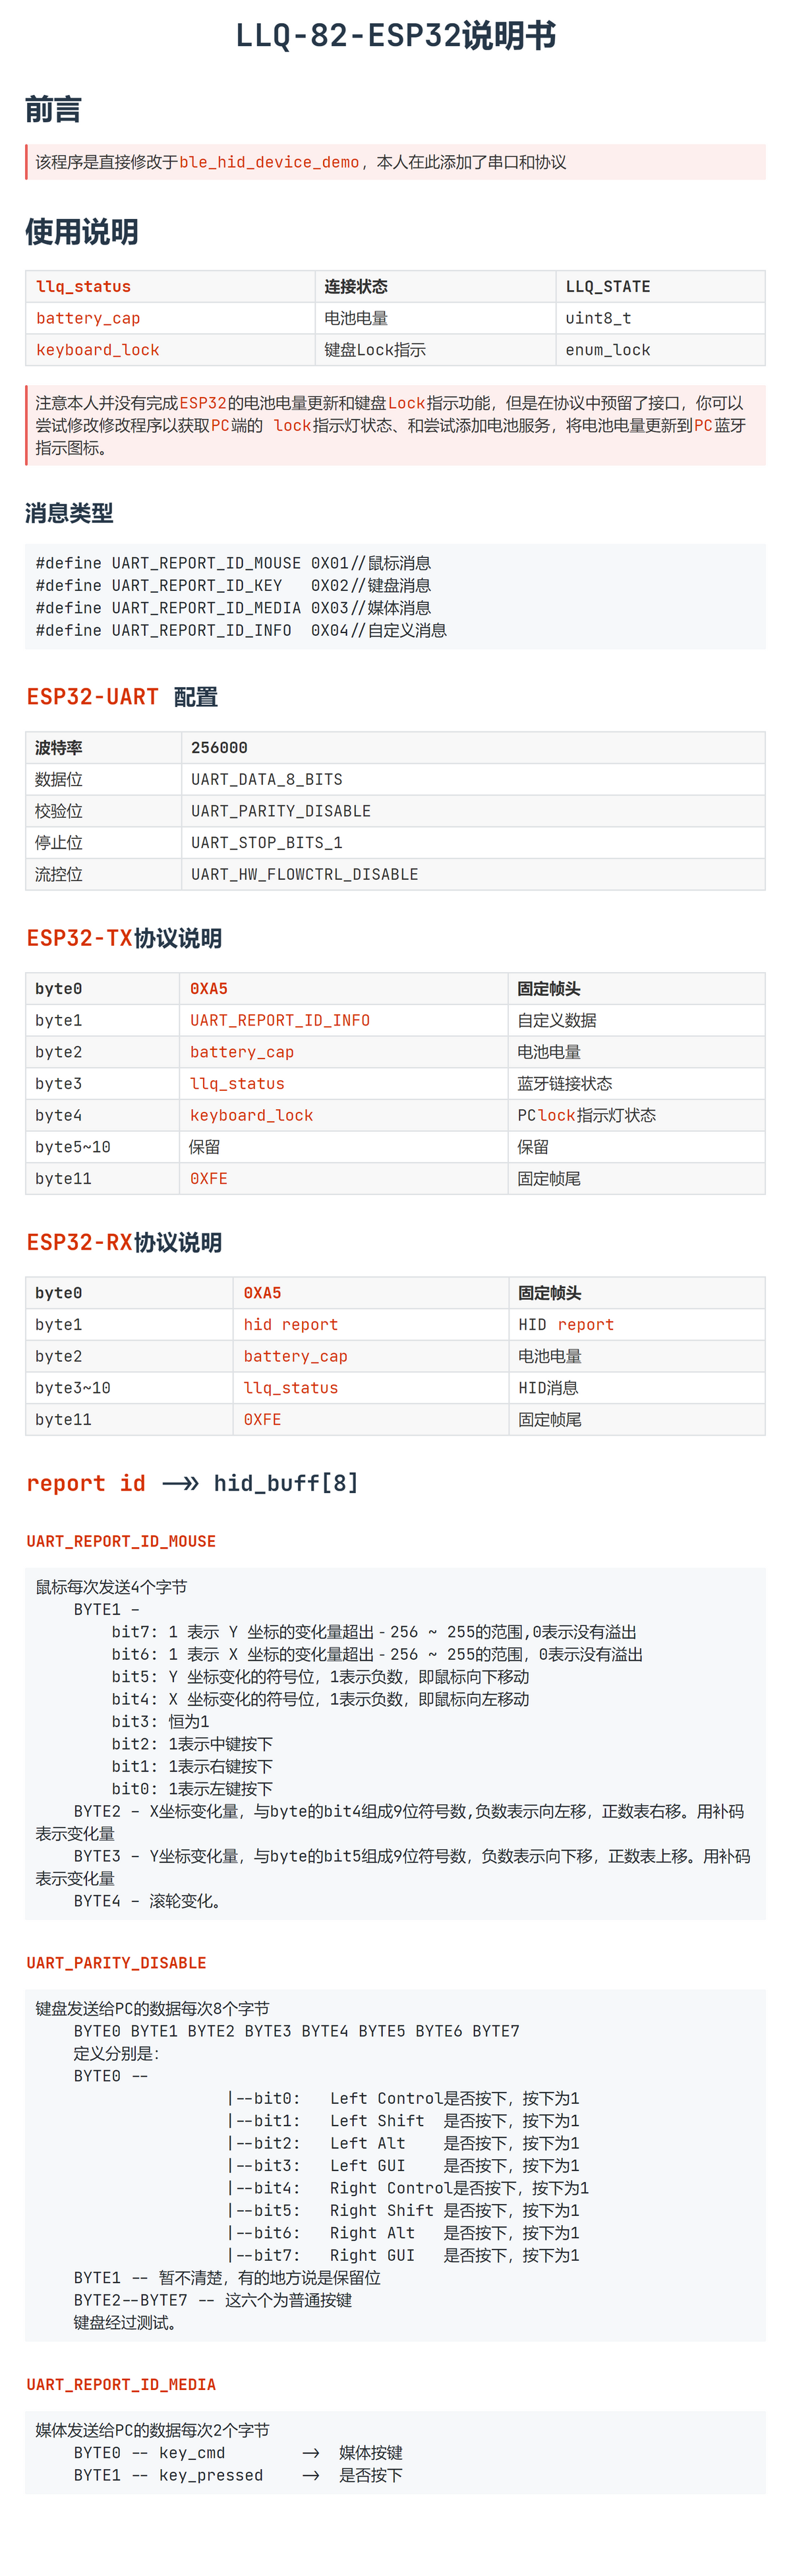 LLQ-82-ESP32说明书
前言
该程序是直接修改于ble_hid_device_demo，本人在此添加了串口和协议
使用说明
llq_status 连接状态 LLQ_STATE
battery_cap 电池电量 uint8_t
keyboard_lock 键盘Lock指示 enum_lock
注意本人并没有完成ESP32的电池电量更新和键盘Lock指示功能，但是在协议中预留了接口，你可以
尝试修改修改程序以获取PC端的 lock指示灯状态、和尝试添加电池服务，将电池电量更新到PC蓝牙
指示图标。
消息类型
#define UART_REPORT_ID_MOUSE 0X01//鼠标消息
#define UART_REPORT_ID_KEY   0X02//键盘消息
#define UART_REPORT_ID_MEDIA 0X03//媒体消息
#define UART_REPORT_ID_INFO  0X04//自定义消息
ESP32-UART 配置
波特率 256000
数据位 UART_DATA_8_BITS
校验位 UART_PARITY_DISABLE
停止位 UART_STOP_BITS_1
流控位 UART_HW_FLOWCTRL_DISABLE
ESP32-TX协议说明
byte0 0XA5 固定帧头
byte1 UART_REPORT_ID_INFO 自定义数据
byte2 battery_cap 电池电量
byte3 llq_status 蓝牙链接状态
byte4 keyboard_lock PClock指示灯状态
byte5~10 保留 保留
byte11 0XFE 固定帧尾
ESP32-RX协议说明
byte0 0XA5 固定帧头
byte1 hid report HID report
byte2 battery_cap 电池电量
byte3~10 llq_status HID消息
byte11 0XFE 固定帧尾
report id —>> hid_buff[8]
UART_REPORT_ID_MOUSE
鼠标每次发送4个字节
    BYTE1 -
        bit7: 1 表示 Y 坐标的变化量超出－256 ~ 255的范围,0表示没有溢出
        bit6: 1 表示 X 坐标的变化量超出－256 ~ 255的范围，0表示没有溢出
        bit5: Y 坐标变化的符号位，1表示负数，即鼠标向下移动
        bit4: X 坐标变化的符号位，1表示负数，即鼠标向左移动
        bit3: 恒为1
        bit2: 1表示中键按下
        bit1: 1表示右键按下
        bit0: 1表示左键按下
    BYTE2 - X坐标变化量，与byte的bit4组成9位符号数,负数表示向左移，正数表右移。用补码
表示变化量
    BYTE3 - Y坐标变化量，与byte的bit5组成9位符号数，负数表示向下移，正数表上移。用补码
表示变化量
    BYTE4 - 滚轮变化。
UART_PARITY_DISABLE
键盘发送给PC的数据每次8个字节
    BYTE0 BYTE1 BYTE2 BYTE3 BYTE4 BYTE5 BYTE6 BYTE7
    定义分别是：
    BYTE0 --
                    |--bit0:   Left Control是否按下，按下为1
                    |--bit1:   Left Shift  是否按下，按下为1
                    |--bit2:   Left Alt    是否按下，按下为1
                    |--bit3:   Left GUI    是否按下，按下为1
                    |--bit4:   Right Control是否按下，按下为1
                    |--bit5:   Right Shift 是否按下，按下为1
                    |--bit6:   Right Alt   是否按下，按下为1
                    |--bit7:   Right GUI   是否按下，按下为1
    BYTE1 -- 暂不清楚，有的地方说是保留位
    BYTE2--BYTE7 -- 这六个为普通按键
    键盘经过测试。
UART_REPORT_ID_MEDIA
媒体发送给PC的数据每次2个字节
    BYTE0 -- key_cmd        ->  媒体按键
    BYTE1 -- key_pressed    ->  是否按下